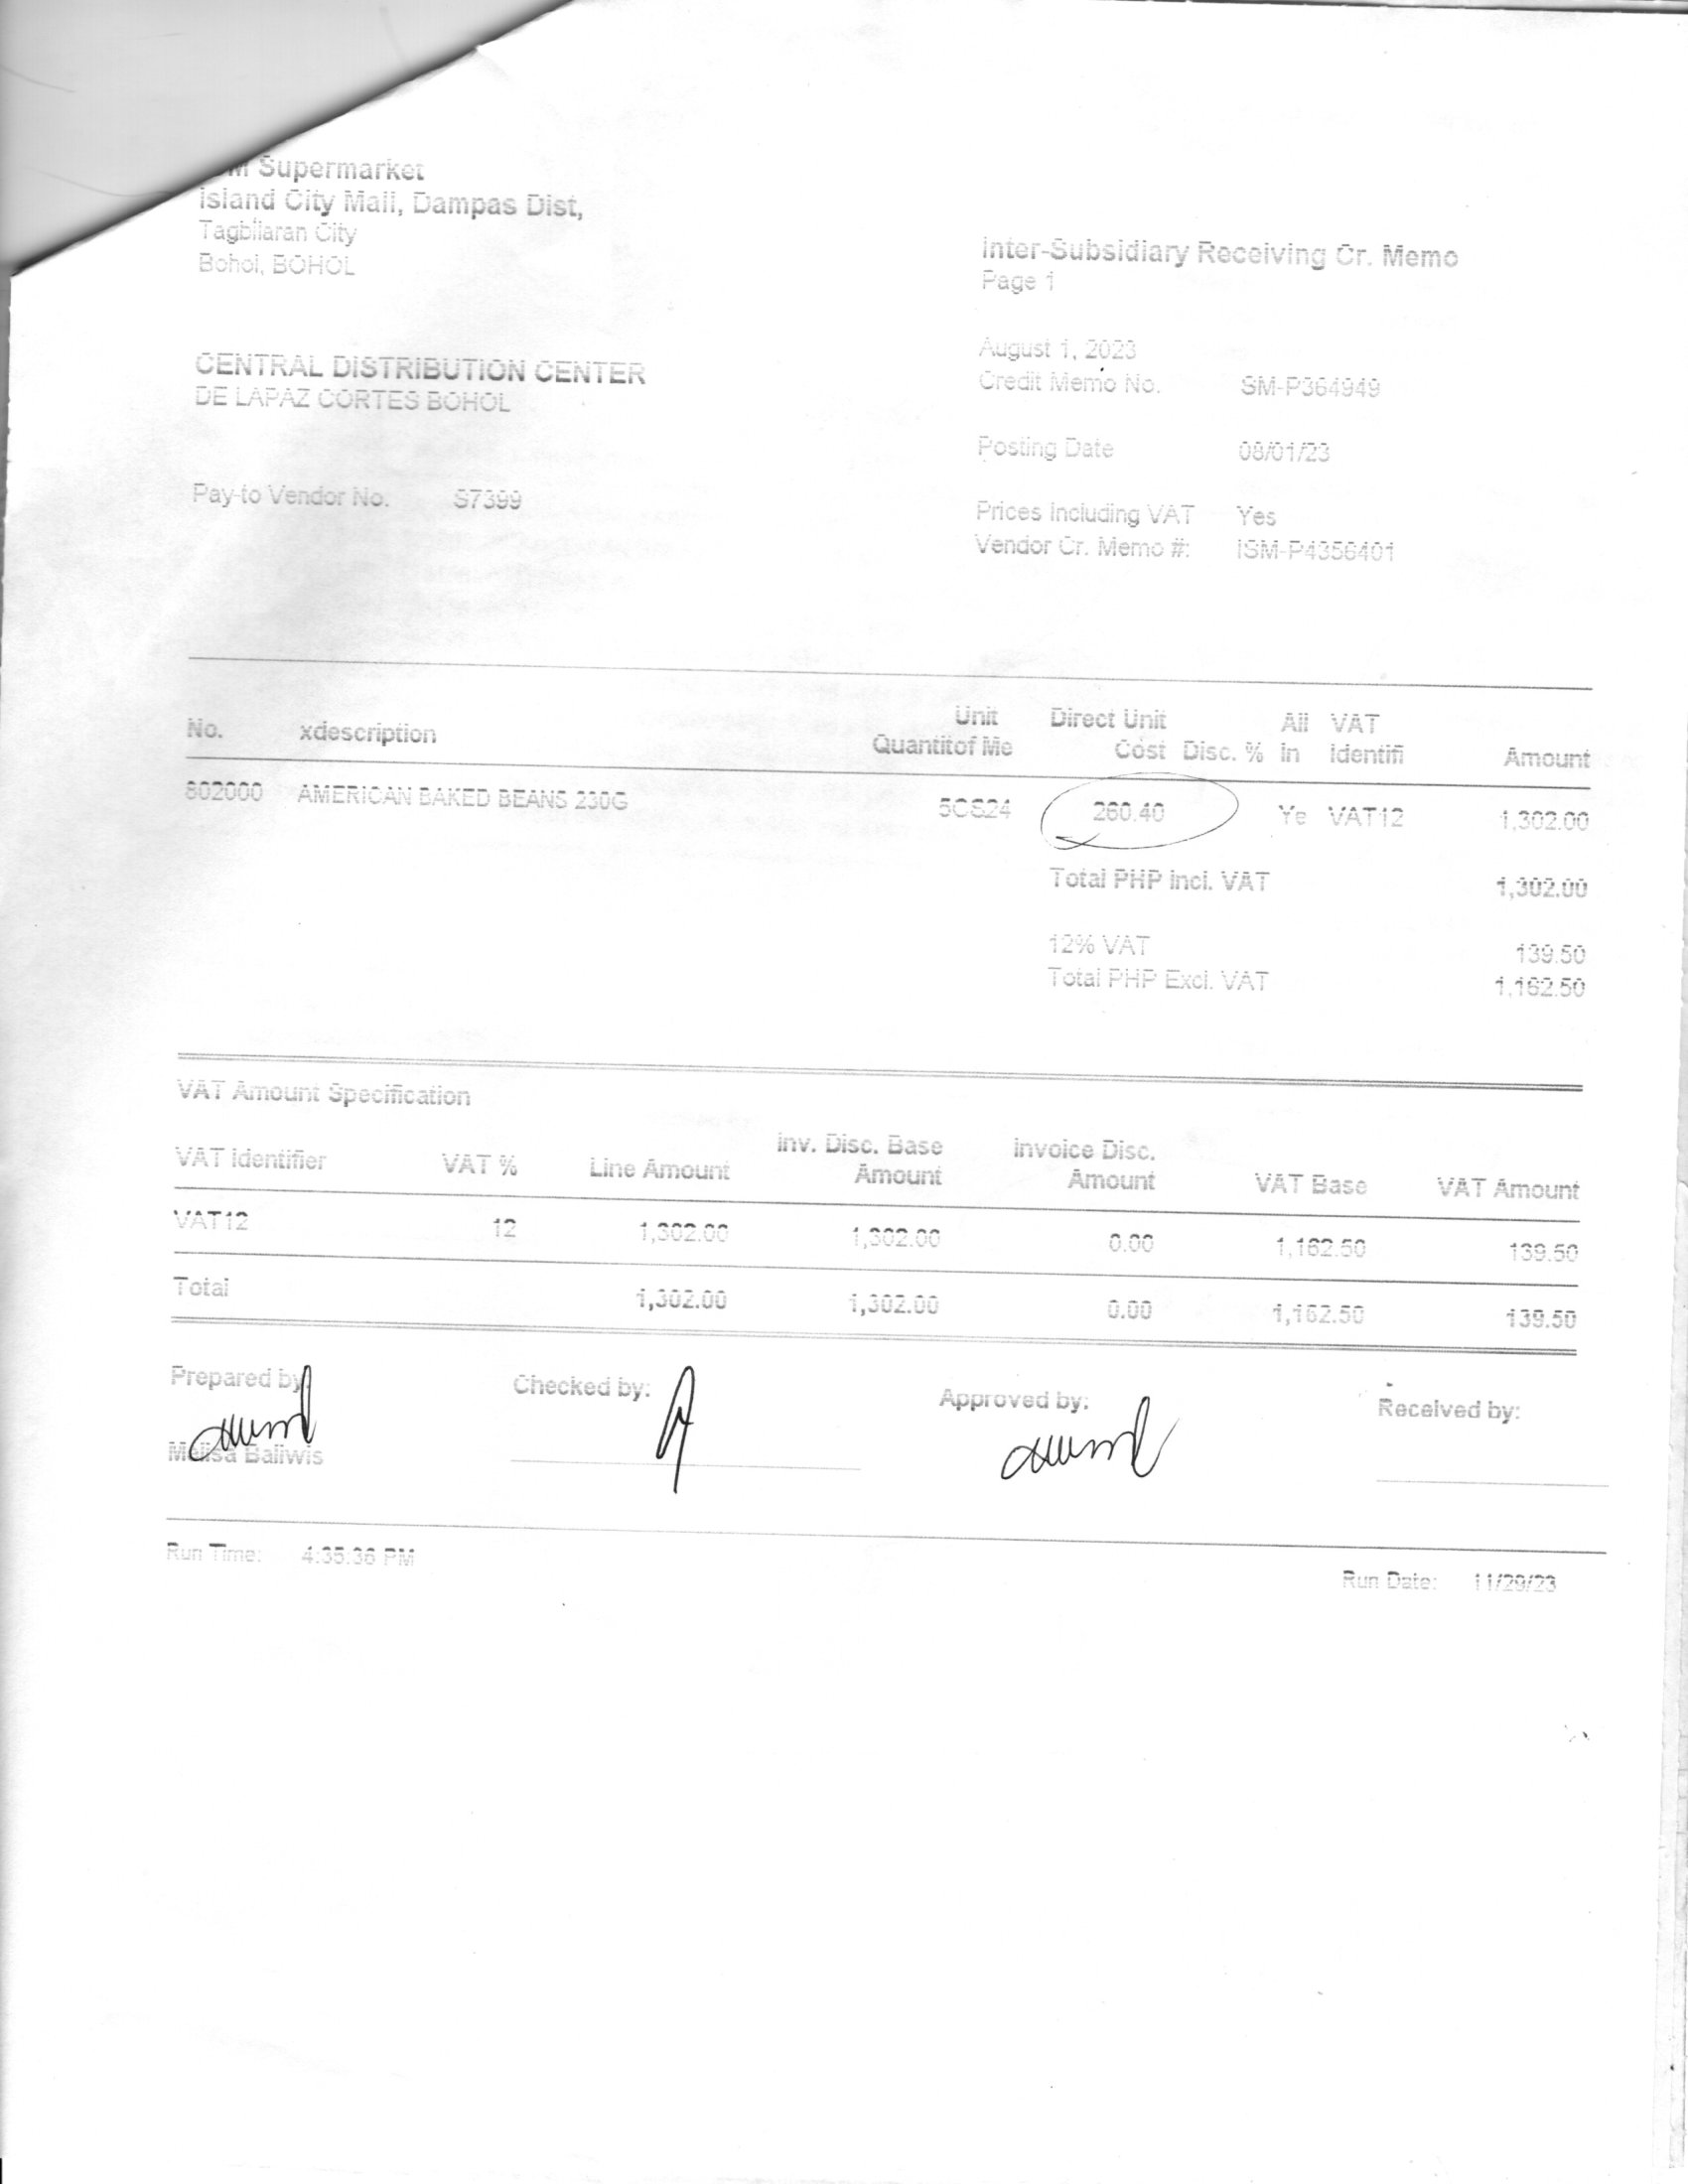 Supermarket
Island City Mall, Dampas Dist,
Tagbilaran City
Bohol, BOHOL
Inter-Subsidiary Receiving Cr. Memo
Page 1
CENTRAL DISTRIBUTION CENTER
DE LAPAZ CORTES BOHOL
August 1, 2023
Credit Memo No. SM-P364949
Posting Date 08/01/23
Pay-to Vendor No. S7399
Prices Including VAT Yes
Vendor Cr. Memo #: ISM-P4356401
Unit Direct Unit All VAT
No. xdescription Quantitof Me Cost Disc. % In Identifi Amount
802000 AMERICAN BAKED BEANS 230G 5CS24 260.40 Ye VAT12 1,302.00
Total PHP Incl. VAT 1,302.00
12% VAT 139.50
Total PHP Excl. VAT 1,162.50
VAT Amount Specification
Inv. Disc. Base Invoice Disc.
VAT Identifier VAT % Line Amount Amount Amount VAT Base VAT Amount
VAT12 12 1,302.00 1,302.00 0.00 1,162.50 139.50
Total 1,302.00 1,302.00 0.00 1,162.50 139.50
Prepared by Checked by: Approved by: Received by:
Melisa Baliwis
Run Time: 4:35:36 PM
Run Date: 11/29/23